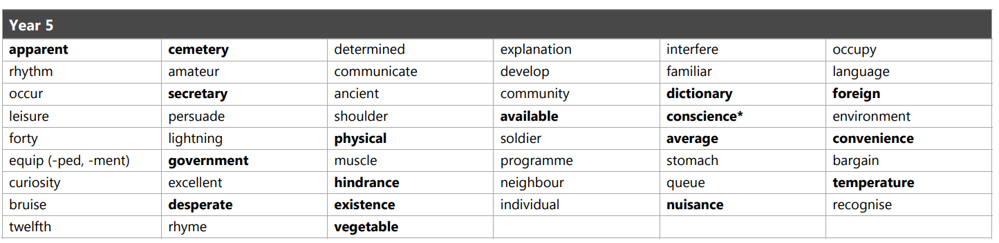 Year 5
apparent cemetery determined explanation interfere occupy
rhythm amateur communicate develop familiar language
occur secretary ancient community dictionary foreign
leisure persuade shoulder available conscience* environment
forty lightning physical soldier average convenience
equip (-ped, -ment) government muscle programme stomach bargain
curiosity excellent hindrance neighbour queue temperature
bruise desperate existence individual nuisance recognise
twelfth rhyme vegetable